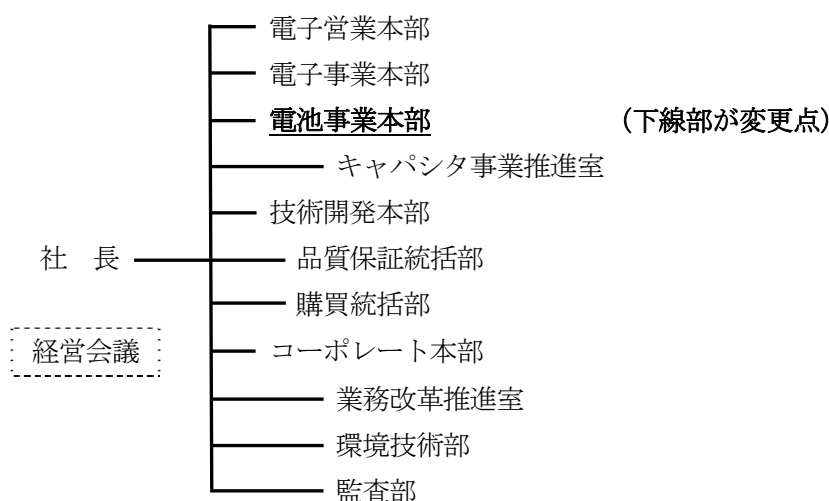 電子営業本部
電子事業本部
電池事業本部 （下線部が変更点）
キャパシタ事業推進室
技術開発本部
社　長 品質保証統括部
購買統括部
経営会議 コーポレート本部
業務改革推進室
環境技術部
監査部